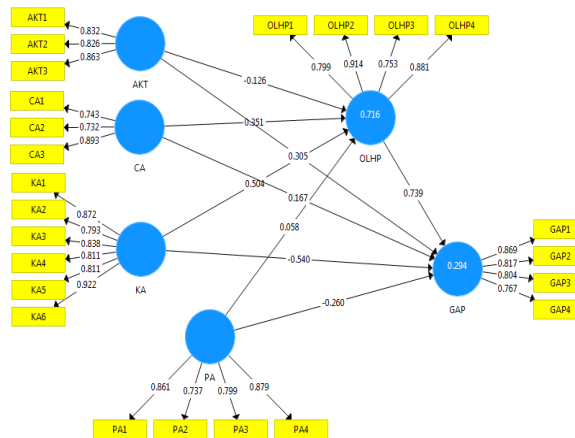 AKT1
AKT2
AKT3
0.832
0.826
0.863
AKT
CA1
CA2
CA3
0.743
0.732
0.893
CA
KA1
KA2
KA3
KA4
KA5
KA6
0.872
0.793
0.838
0.811
0.811
0.922
KA
OLHP1 OLHP2 OLHP3 OLHP4
0.799 0.914 0.753 0.881
0.716
OLHP
-0.126
0.351
0.305
0.504
0.167
0.058
0.739
-0.540
-0.260
0.294
GAP
0.869
0.817
0.804
0.767
GAP1
GAP2
GAP3
GAP4
PA
0.861 0.737 0.799 0.879
PA1 PA2 PA3 PA4